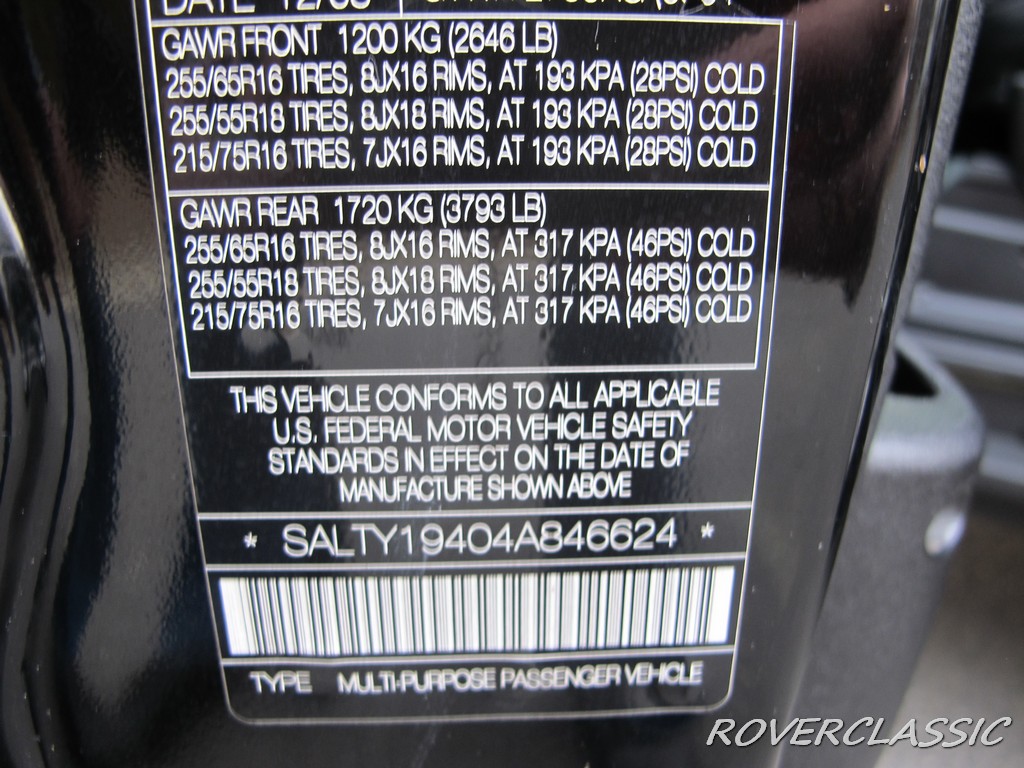 DATE 12/03
GAWR FRONT 1200 KG (2646 LB)
255/65R16 TIRES, 8JX16 RIMS, AT 193 KPA (28PSI) COLD
255/55R18 TIRES, 8JX18 RIMS, AT 193 KPA (28PSI) COLD
215/75R16 TIRES, 7JX16 RIMS, AT 193 KPA (28PSI) COLD
GAWR REAR 1720 KG (3793 LB)
255/65R16 TIRES, 8JX16 RIMS, AT 317 KPA (46PSI) COLD
255/55R18 TIRES, 8JX18 RIMS, AT 317 KPA (46PSI) COLD
215/75R16 TIRES, 7JX16 RIMS, AT 317 KPA (46PSI) COLD
THIS VEHICLE CONFORMS TO ALL APPLICABLE
U.S. FEDERAL MOTOR VEHICLE SAFETY
STANDARDS IN EFFECT ON THE DATE OF
MANUFACTURE SHOWN ABOVE
* SALTY19404A846624 *
TYPE MULTI-PURPOSE PASSENGER VEHICLE
ROVERCLASSIC